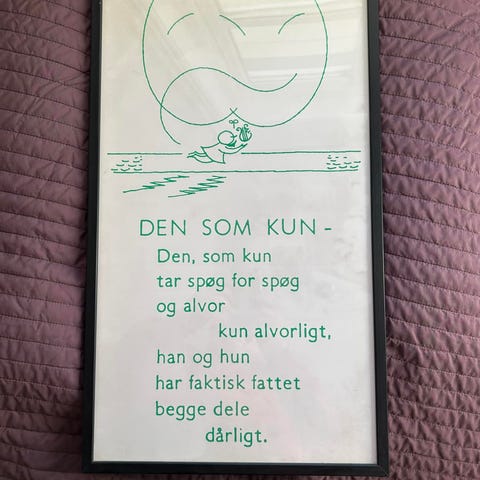 DEN SOM KUN -
Den, som kun
tar spøg for spøg
og alvor
kun alvorligt,
han og hun
har faktisk fattet
begge dele
dårligt.